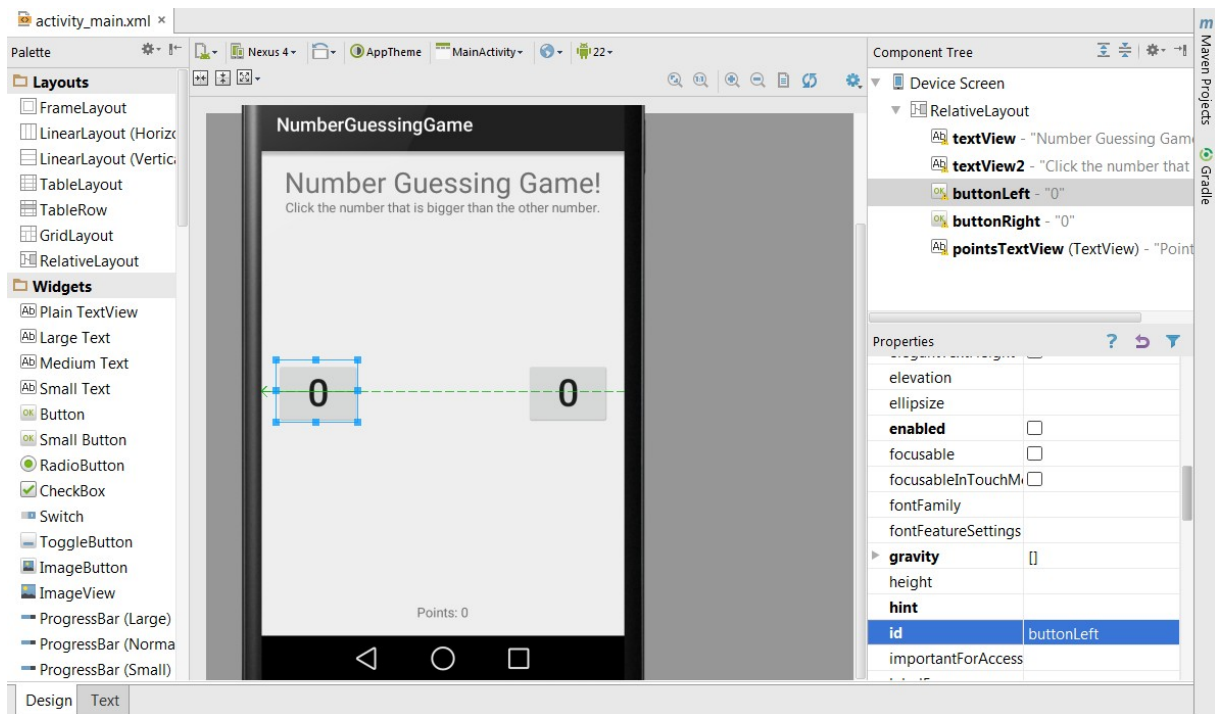 activity_main.xml
Palette
Nexus 4
AppTheme
MainActivity
22
Component Tree
Maven Projects
Gradle
Layouts
FrameLayout
LinearLayout (Horizo
LinearLayout (Vertica
TableLayout
TableRow
GridLayout
RelativeLayout
Widgets
Plain TextView
Large Text
Medium Text
Small Text
Button
Small Button
RadioButton
CheckBox
Switch
ToggleButton
ImageButton
ImageView
ProgressBar (Large)
ProgressBar (Norma
ProgressBar (Small)
NumberGuessingGame
Number Guessing Game!
Click the number that is bigger than the other number.
0
0
Points: 0
Device Screen
RelativeLayout
textView - "Number Guessing Gam
textView2 - "Click the number that
buttonLeft - "0"
buttonRight - "0"
pointsTextView (TextView) - "Point
Properties
?
elevation
ellipsize
enabled
focusable
focusableInTouchM
fontFamily
fontFeatureSettings
gravity []
height
hint
id buttonLeft
importantForAccess
Design Text